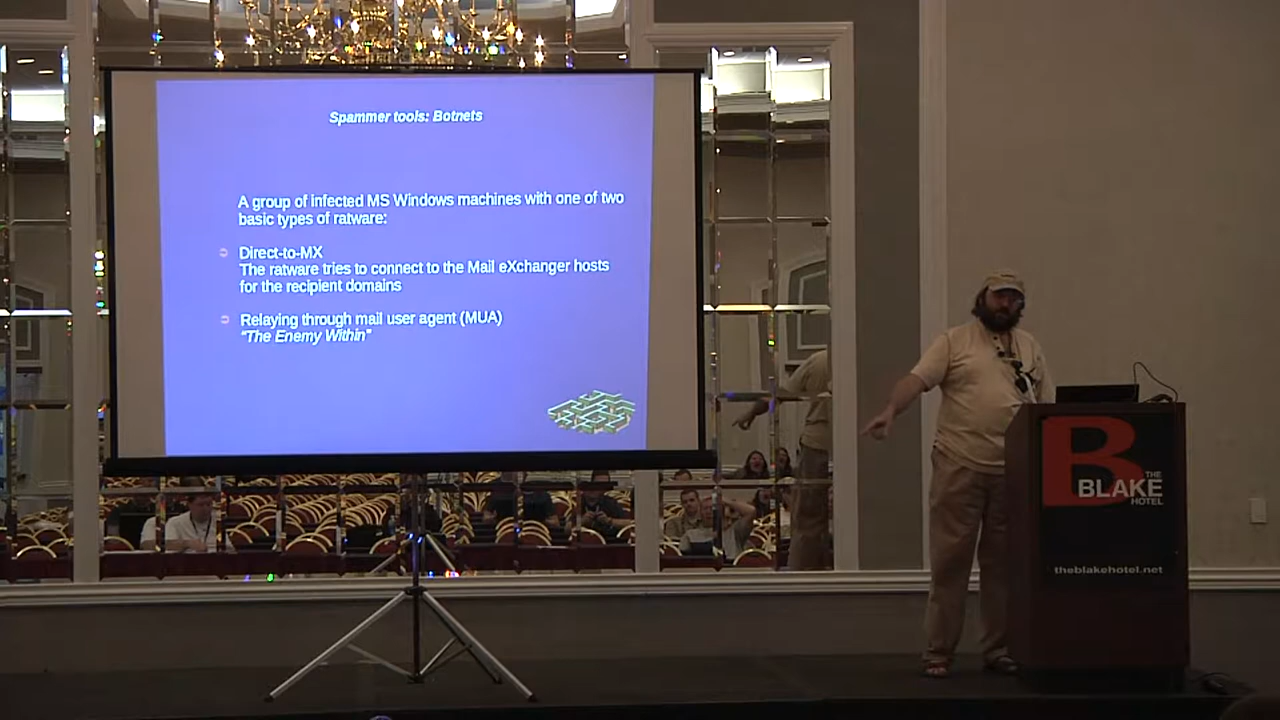 Spammer tools: Botnets
A group of infected MS Windows machines with one of two
basic types of ratware:
Direct-to-MX
The ratware tries to connect to the Mail eXchanger hosts
for the recipient domains
Relaying through mail user agent (MUA)
“The Enemy Within”
B
THE
BLAKE
HOTEL
theblakehotel.net